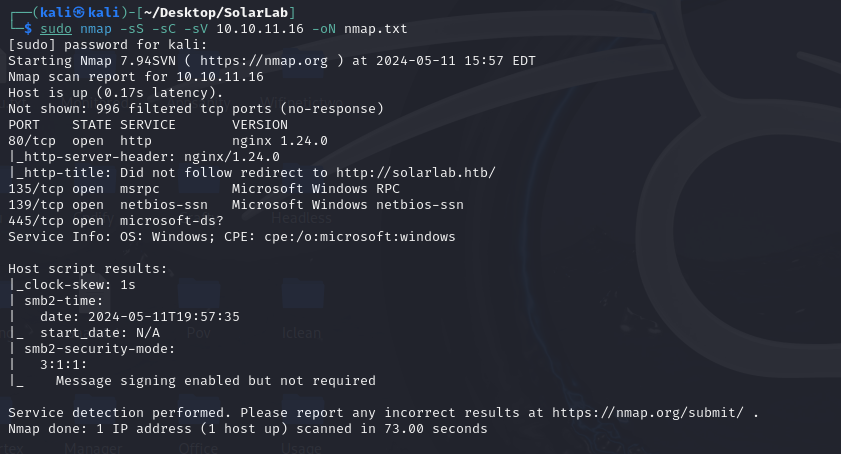 ┌──(kali㉿kali)-[~/Desktop/SolarLab]
└─$ sudo nmap -sS -sC -sV 10.10.11.16 -oN nmap.txt
[sudo] password for kali:
Starting Nmap 7.94SVN ( https://nmap.org ) at 2024-05-11 15:57 EDT
Nmap scan report for 10.10.11.16
Host is up (0.17s latency).
Not shown: 996 filtered tcp ports (no-response)
PORT    STATE SERVICE       VERSION
80/tcp  open  http          nginx 1.24.0
|_http-server-header: nginx/1.24.0
|_http-title: Did not follow redirect to http://solarlab.htb/
135/tcp open  msrpc         Microsoft Windows RPC
139/tcp open  netbios-ssn   Microsoft Windows netbios-ssn
Headless
445/tcp open  microsoft-ds?
Service Info: OS: Windows; CPE: cpe:/o:microsoft:windows

Host script results:
|_clock-skew: 1s
| smb2-time:
|   date: 2024-05-11T19:57:35
|_  start_date: N/A
Pov
Iclean
| smb2-security-mode:
|   3:1:1:
|_    Message signing enabled but not required

Service detection performed. Please report any incorrect results at https://nmap.org/submit/ .
Nmap done: 1 IP address (1 host up) scanned in 73.00 seconds
Manager
Office
Usage